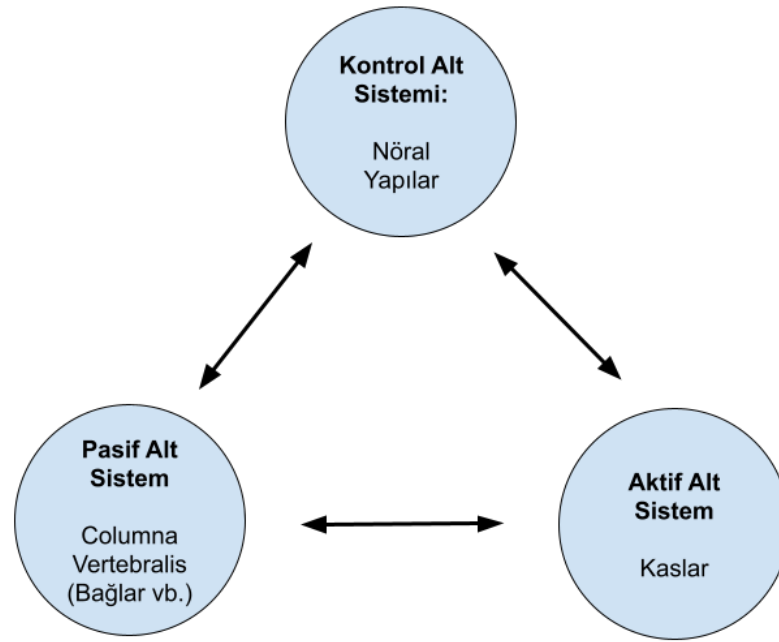 Kontrol Alt
Sistemi:
Nöral
Yapılar
Pasif Alt
Sistem
Columna
Vertebralis
(Bağlar vb.)
Aktif Alt
Sistem
Kaslar